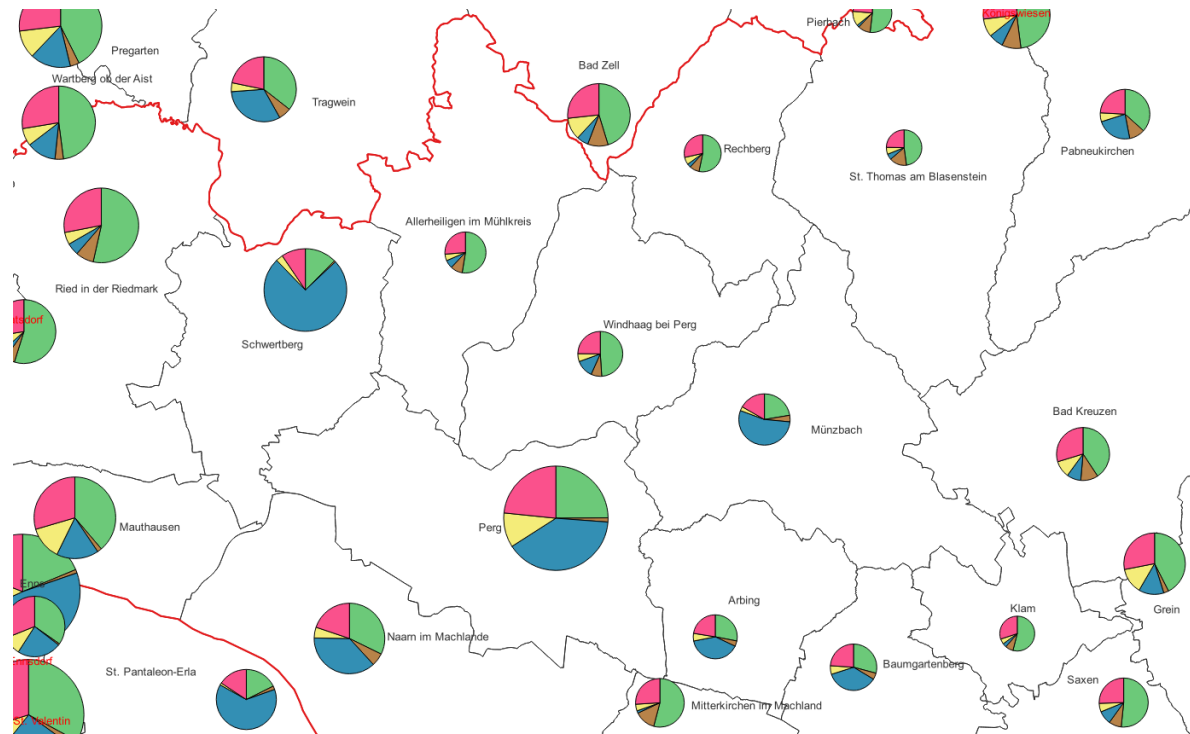 Pierbach
Königswiesen
Pregarten
Bad Zell
Wartberg ob der Aist
Tragwein
Rechberg
Pabneukirchen
St. Thomas am Blasenstein
Allerheiligen im Mühlkreis
Ried in der Riedmark
tsdorf
Windhaag bei Perg
Schwertberg
Bad Kreuzen
Münzbach
Mauthausen
Perg
Enns
Arbing
Klam
Grein
Naarn im Machlande
Ennsdorf
Baumgartenberg
St. Pantaleon-Erla
Saxen
Mitterkirchen im Machland
St. Valentin